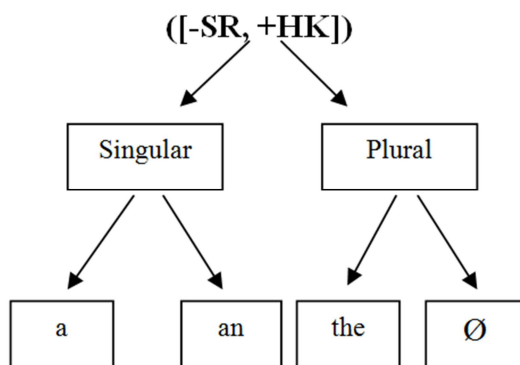 ([-SR, +HK])
Singular Plural
a an the Ø